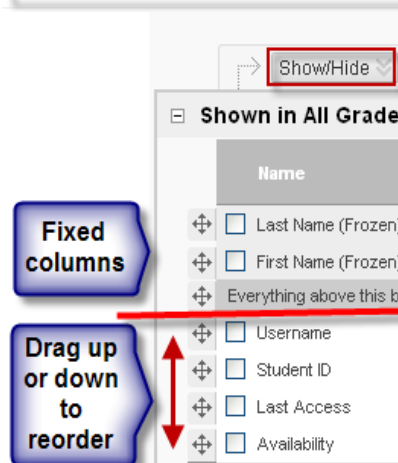 Show/Hide
Shown in All Grade
Name
Last Name (Frozen)
First Name (Frozen)
Everything above this b
Username
Student ID
Last Access
Availability
Fixed
columns
Drag up
or down
to
reorder